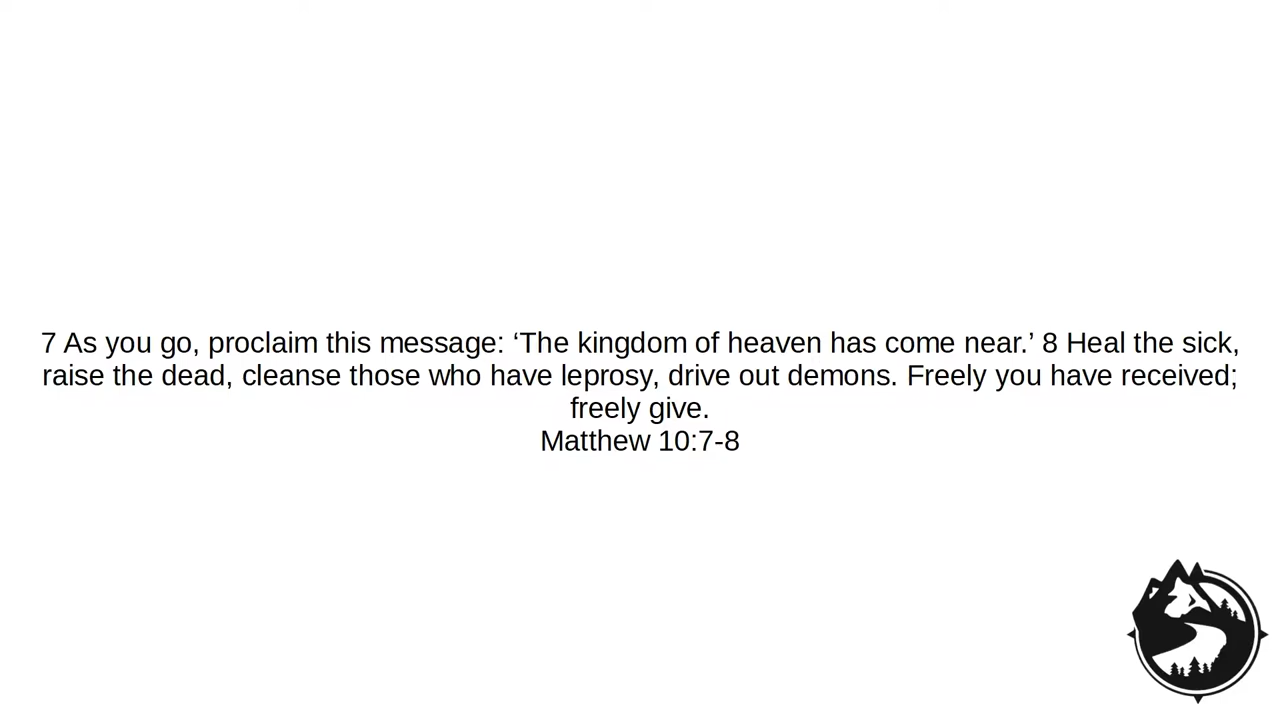 7 As you go, proclaim this message: ‘The kingdom of heaven has come near.’ 8 Heal the sick,
raise the dead, cleanse those who have leprosy, drive out demons. Freely you have received;
freely give.
Matthew 10:7-8